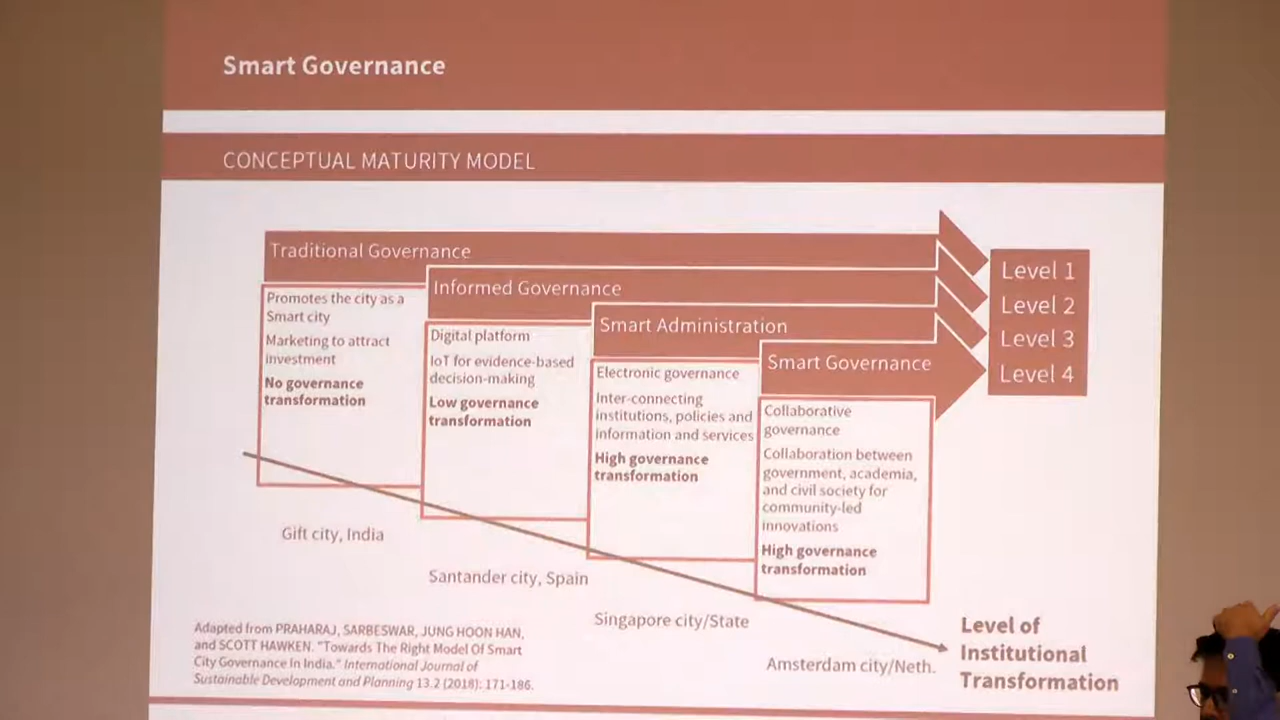 Smart Governance
CONCEPTUAL MATURITY MODEL
Traditional Governance
Promotes the city as a
Smart city
Marketing to attract
investment
No governance
transformation
Gift city, India
Informed Governance
Digital platform
IoT for evidence-based
decision-making
Low governance
transformation
Santander city, Spain
Smart Administration
Electronic governance
Inter-connecting
institutions, policies and
information and services
High governance
transformation
Singapore city/State
Smart Governance
Collaborative
governance
Collaboration between
government, academia,
and civil society for
community-led
innovations
High governance
transformation
Amsterdam city/Neth.
Level 1
Level 2
Level 3
Level 4
Level of
Institutional
Transformation
Adapted from PRAHARAJ, SARBESWAR, JUNG HOON HAN,
and SCOTT HAWKEN. "Towards The Right Model Of Smart
City Governance In India." International Journal of
Sustainable Development and Planning 13.2 (2018): 171-186.